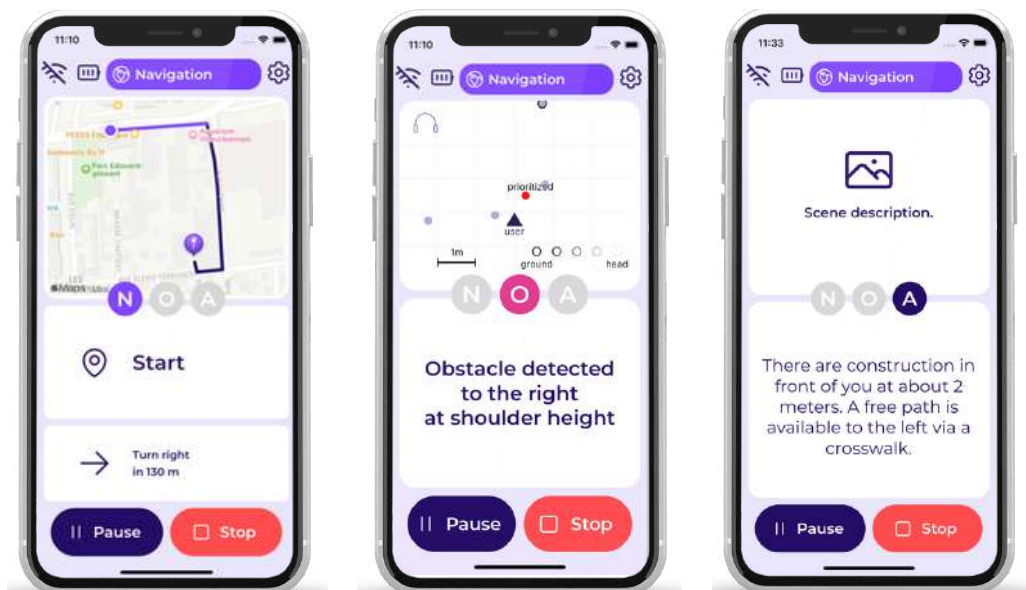 11:10
Navigation
Parc Édouard-
Maps
N O A
Start
Turn right
in 130 m
Pause
Stop
11:10
Navigation
prioritized
user
1m
ground
head
N O A
Obstacle detected
to the right
at shoulder height
Pause
Stop
11:33
Navigation
Scene description.
N O A
There are construction in
front of you at about 2
meters. A free path is
available to the left via a
crosswalk.
Pause
Stop